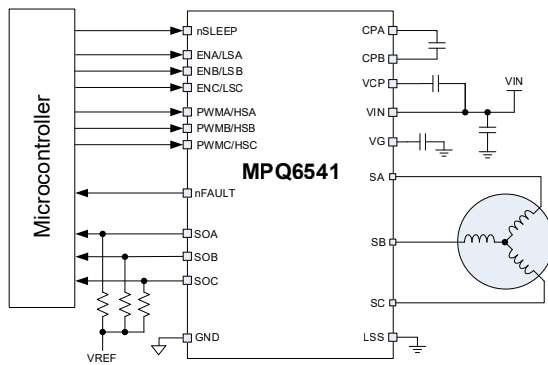 Microcontroller
nSLEEP
ENA/LSA
ENB/LSB
ENC/LSC
PWMA/HSA
PWMB/HSB
PWMC/HSC
nFAULT
SOA
SOB
SOC
GND
VREF
MPQ6541
CPA
CPB
VCP
VIN
VG
SA
SB
SC
LSS
VIN